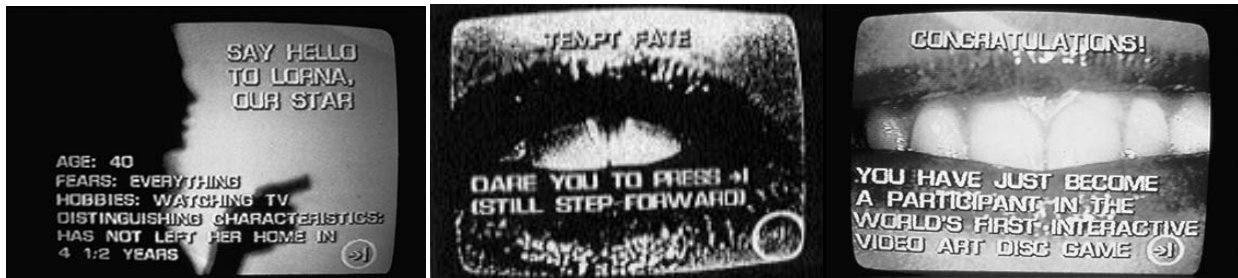 SAY HELLO
TO LORNA,
OUR STAR
AGE: 40
FEARS: EVERYTHING
HOBBIES: WATCHING TV
DISTINGUISHING CHARACTERISTICS:
HAS NOT LEFT HER HOME IN
4 1:2 YEARS
→I
TEMPT FATE
DARE YOU TO PRESS →I
(STILL STEP-FORWARD)
→I
CONGRATULATIONS!
YOU HAVE JUST BECOME
A PARTICIPANT IN THE
WORLD'S FIRST INTERACTIVE
VIDEO ART DISC GAME →I